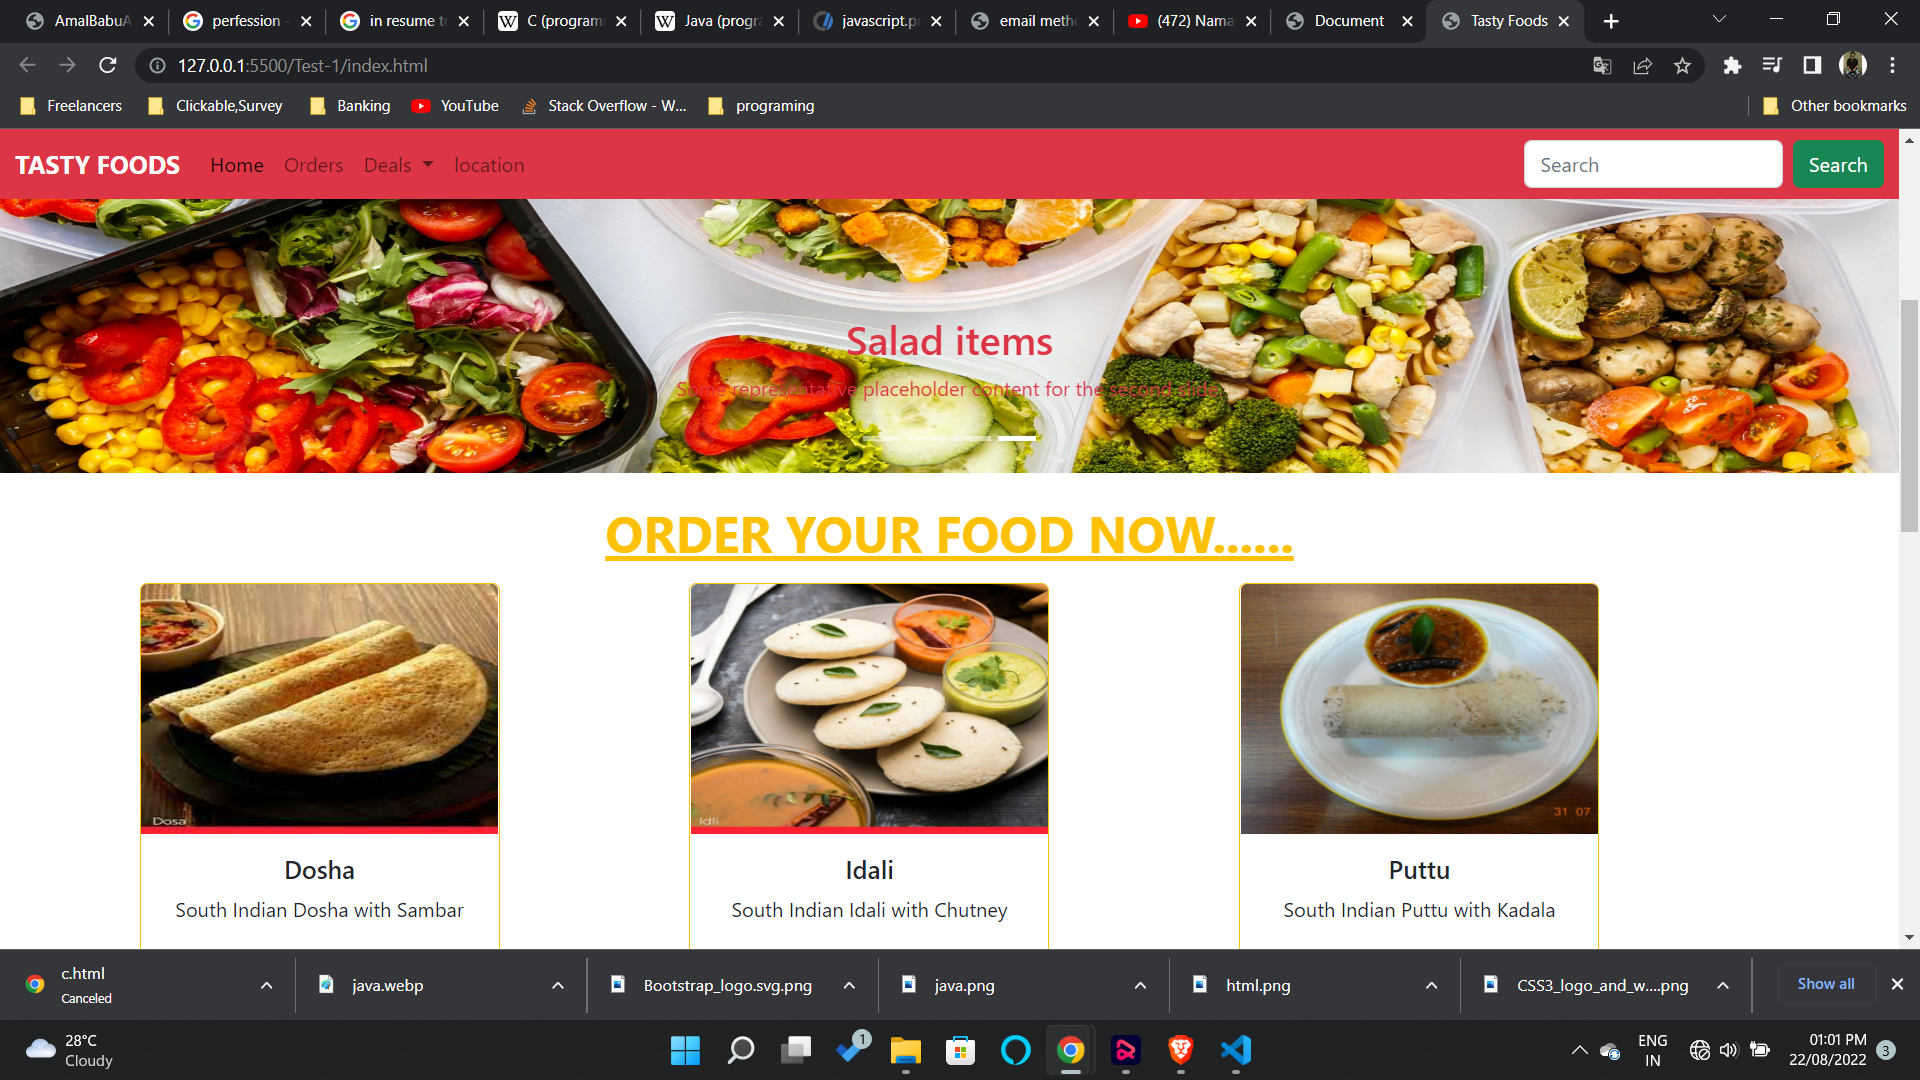 AmalBabuA
perfession -
in resume to
C (program
Java (progra
javascript.p
email meth
(472) Nama
Document
Tasty Foods
127.0.0.1:5500/Test-1/index.html
Freelancers
Clickable,Survey
Banking
YouTube
Stack Overflow - W...
programing
Other bookmarks
TASTY FOODS
Home
Orders
Deals
location
Search
Search
Salad items
Some representative placeholder content for the second slide.
ORDER YOUR FOOD NOW......
Dosa
Idli
31 07
Dosha
South Indian Dosha with Sambar
Idali
South Indian Idali with Chutney
Puttu
South Indian Puttu with Kadala
c.html
Canceled
java.webp
Bootstrap_logo.svg.png
java.png
html.png
CSS3_logo_and_w....png
Show all
28°C
Cloudy
1
ENG
IN
01:01 PM
22/08/2022
3